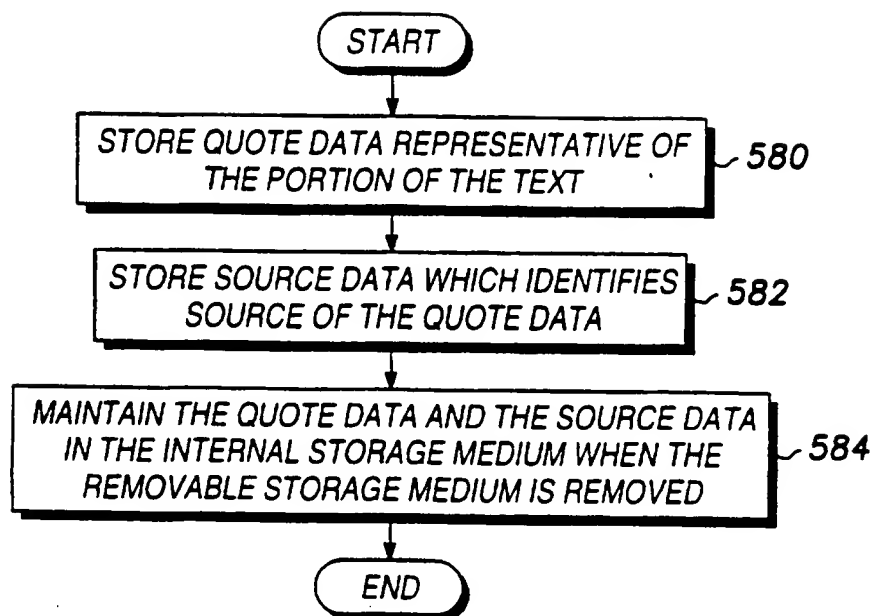 START
STORE QUOTE DATA REPRESENTATIVE OF
THE PORTION OF THE TEXT
580
STORE SOURCE DATA WHICH IDENTIFIES
SOURCE OF THE QUOTE DATA
582
MAINTAIN THE QUOTE DATA AND THE SOURCE DATA
IN THE INTERNAL STORAGE MEDIUM WHEN THE
REMOVABLE STORAGE MEDIUM IS REMOVED
584
END